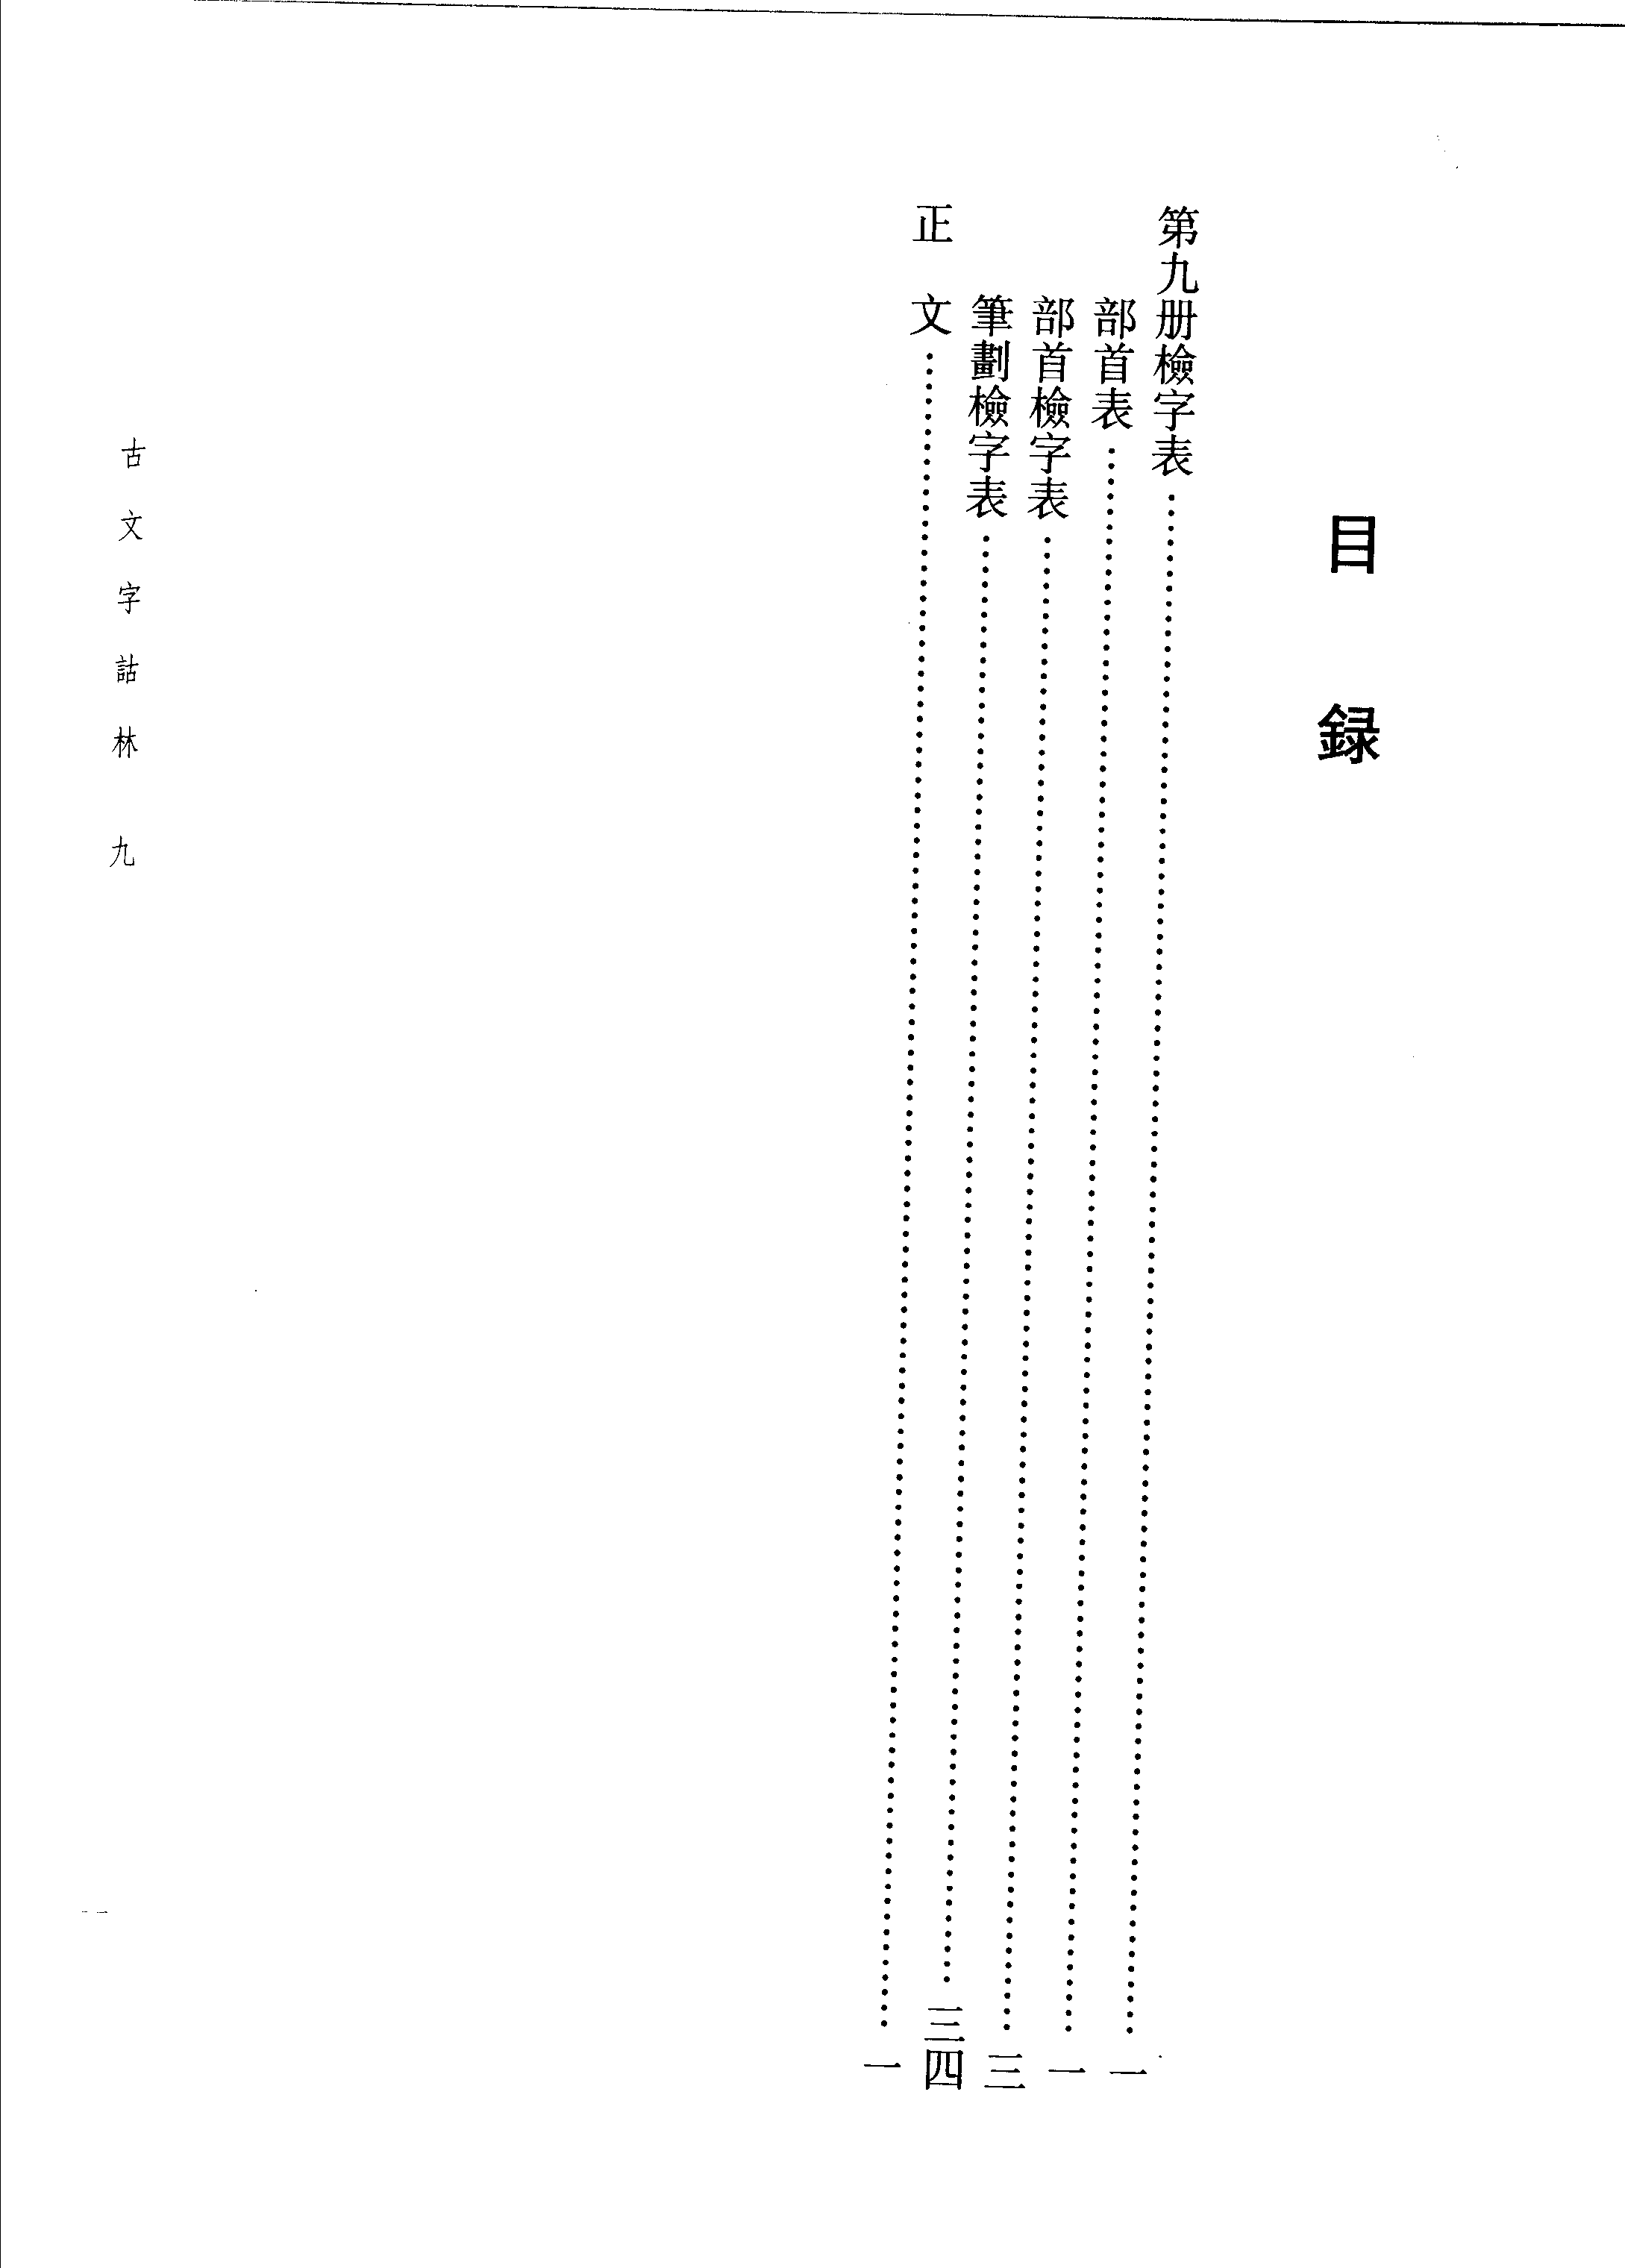 目録
第九册檢字表……一
部首表……一
部首檢字表……三
筆劃檢字表……三四
正文……一
古文字詁林 九
一